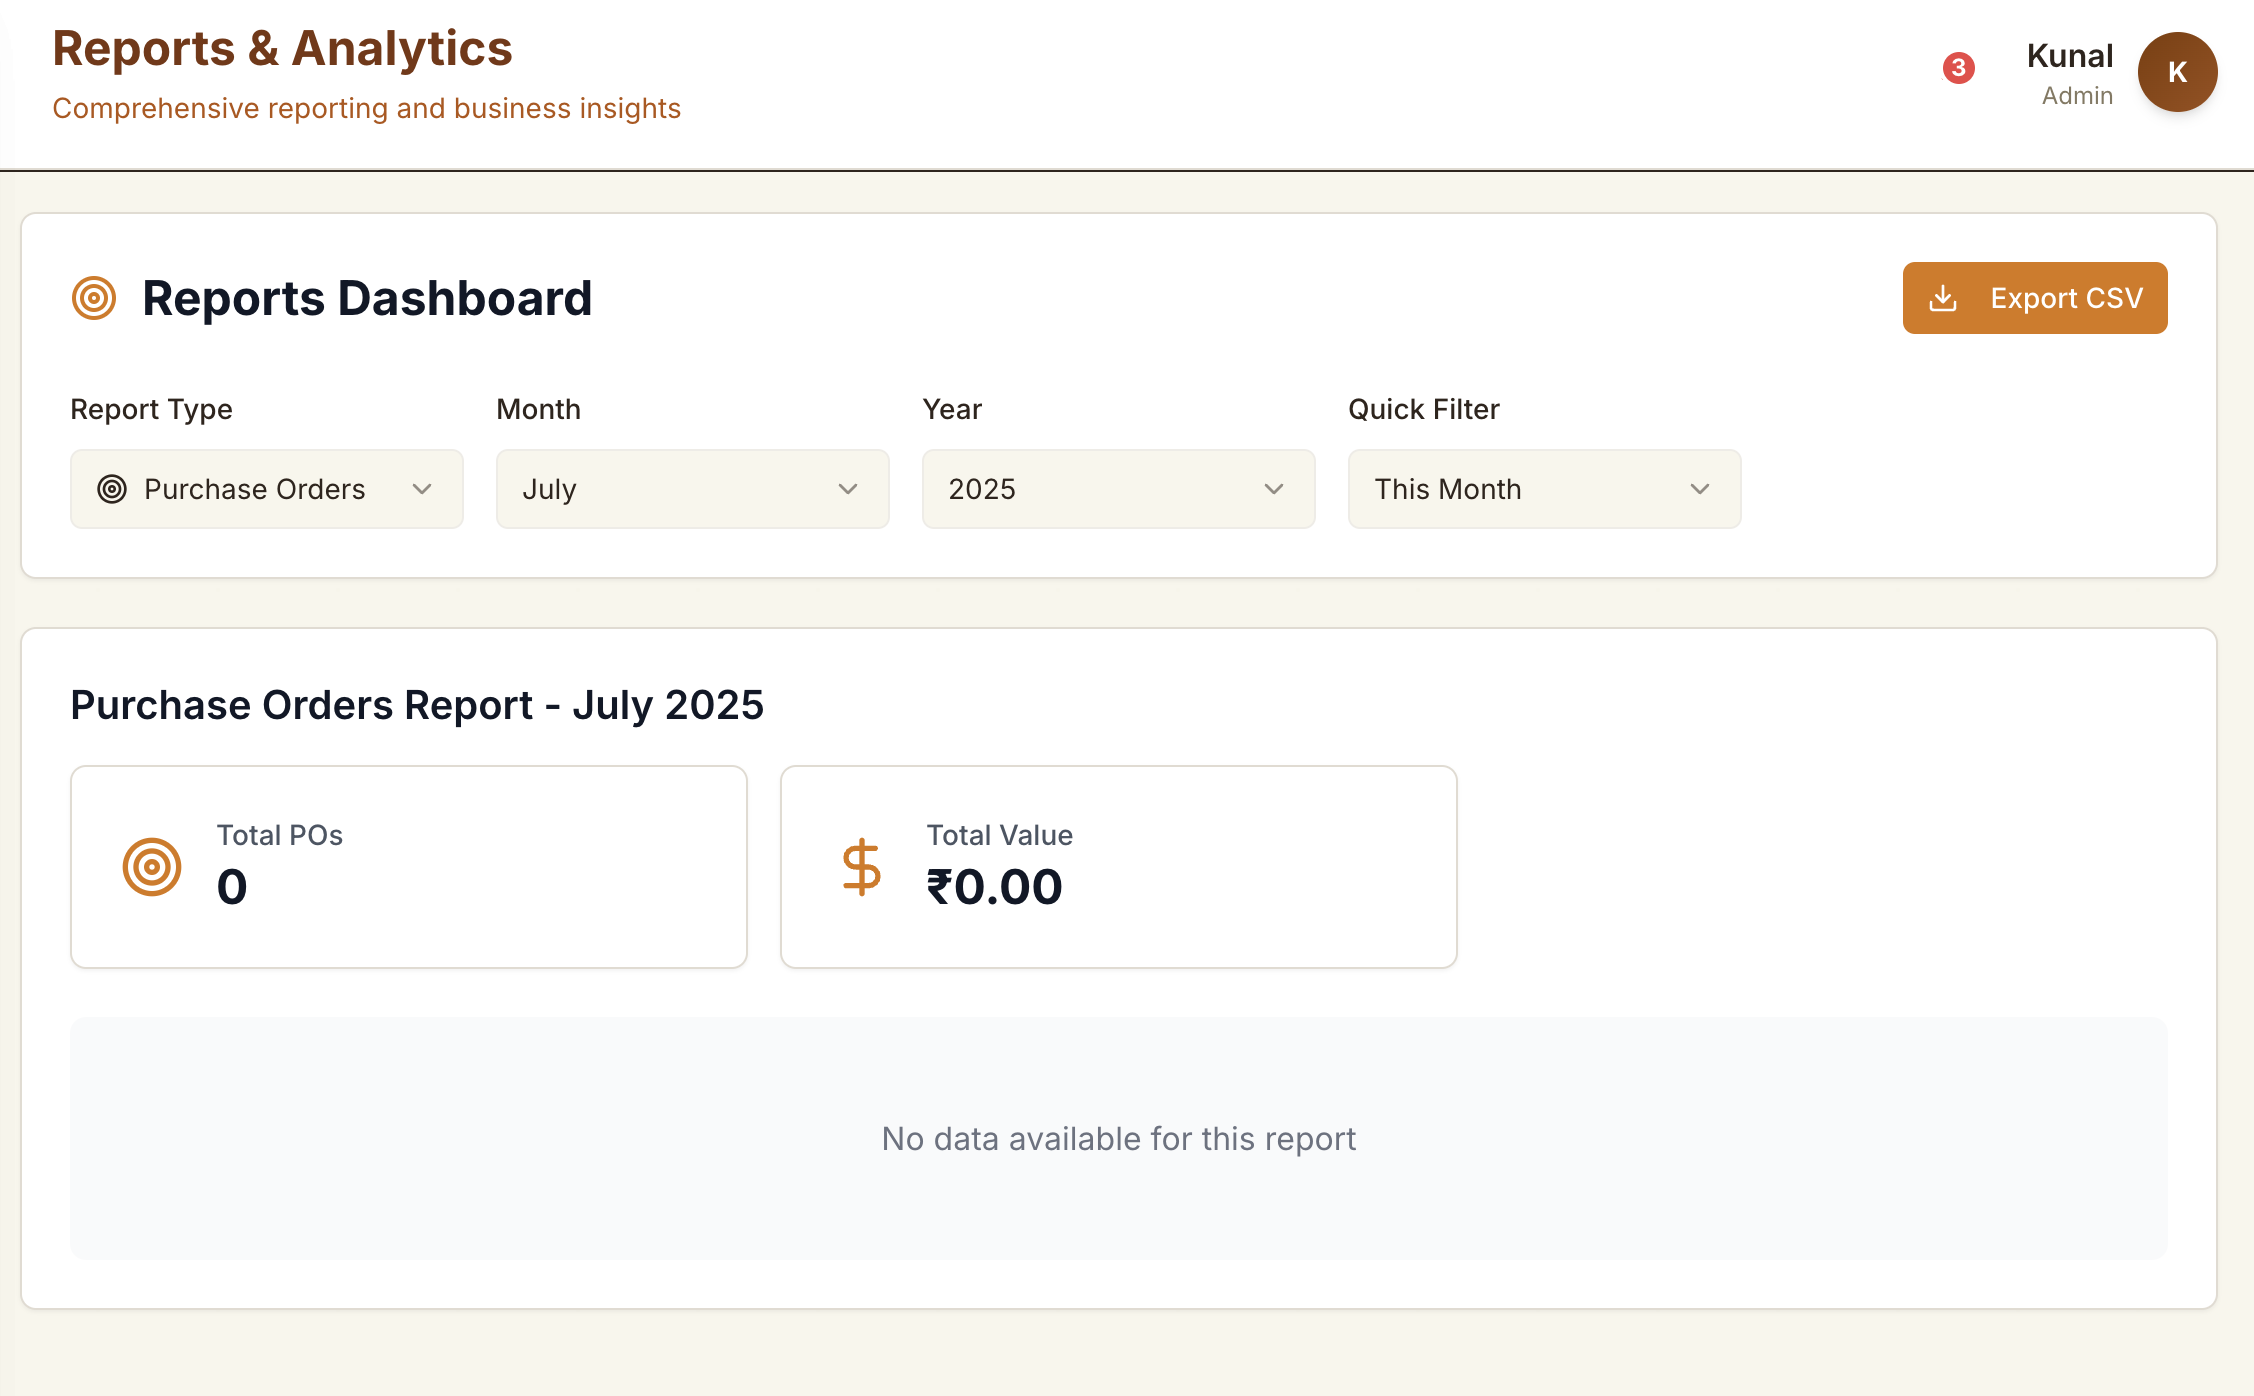 Reports & Analytics
Comprehensive reporting and business insights
3
Kunal
Admin
K
Reports Dashboard
Export CSV
Report Type
Month
Year
Quick Filter
Purchase Orders
July
2025
This Month
Purchase Orders Report - July 2025
Total POs
0
Total Value
₹0.00
No data available for this report